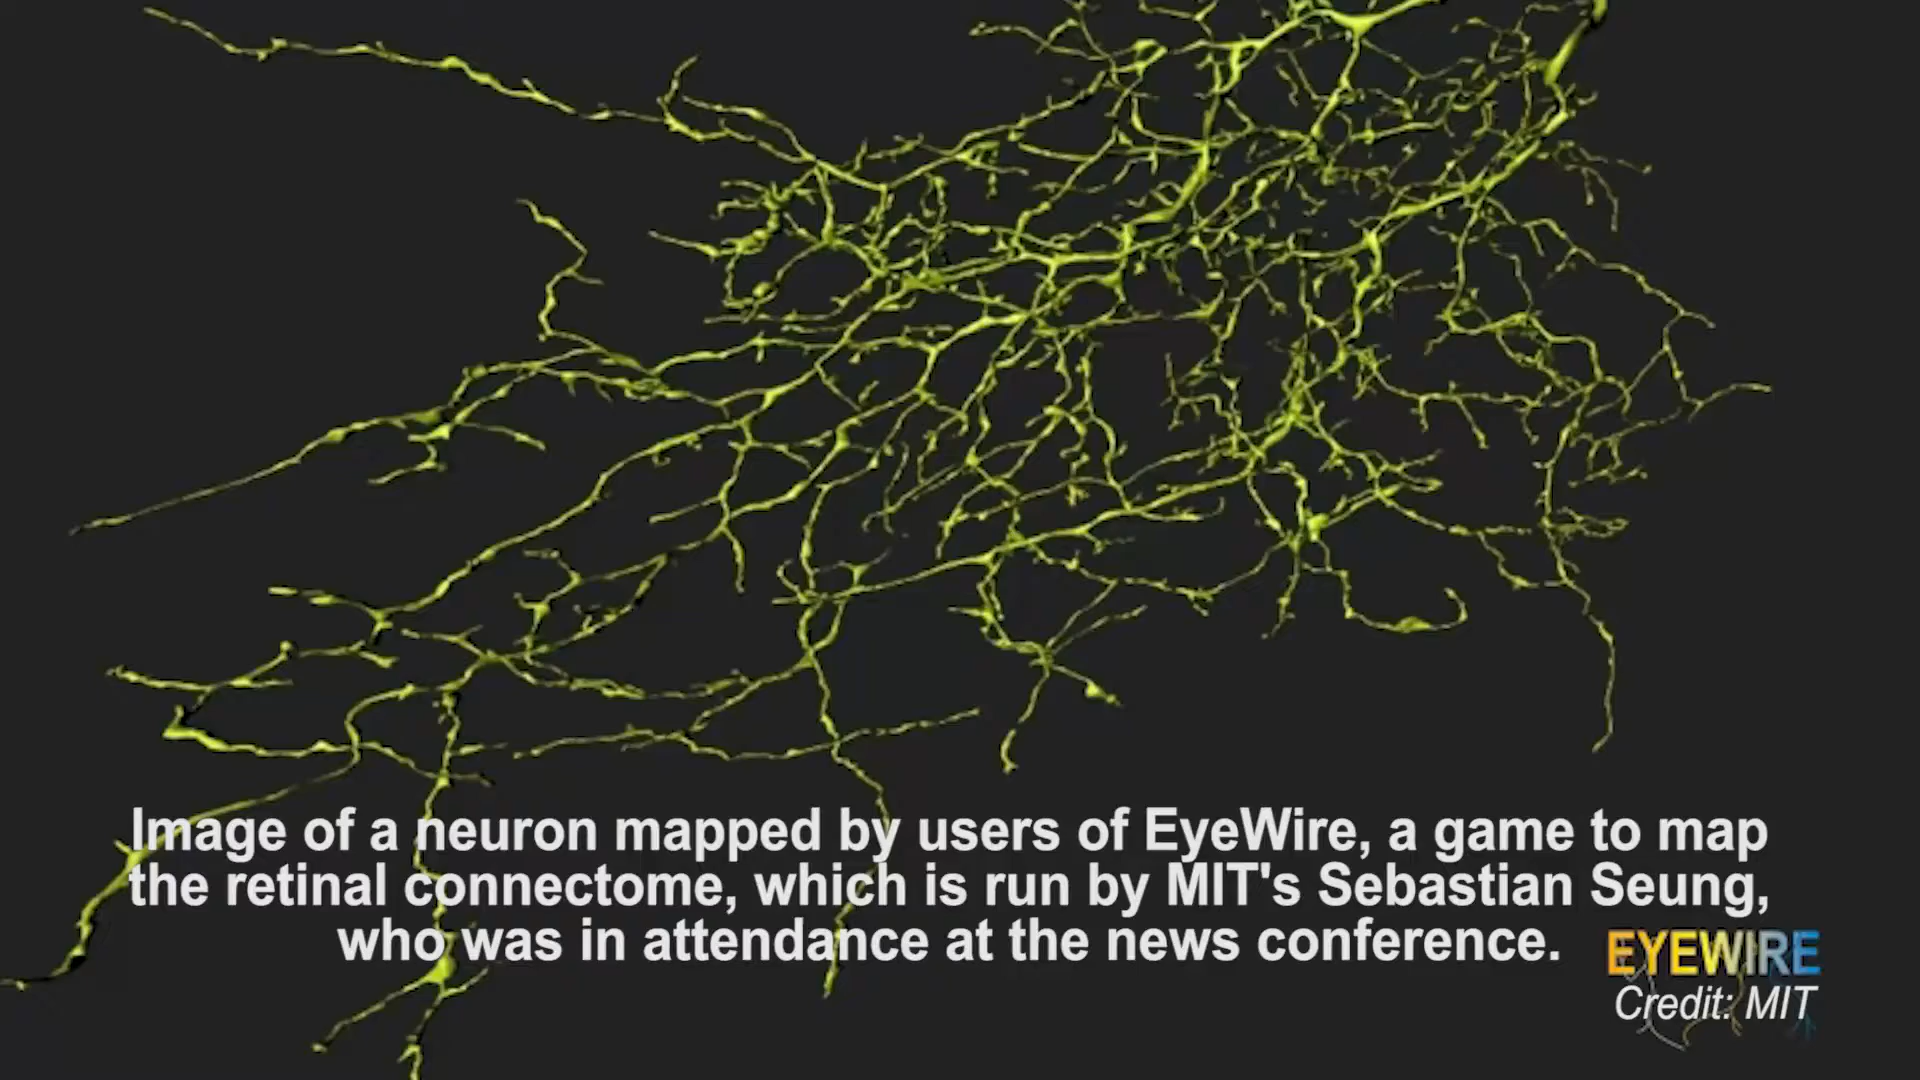 Image of a neuron mapped by users of EyeWire, a game to map
the retinal connectome, which is run by MIT's Sebastian Seung,
who was in attendance at the news conference.
EYEWIRE
Credit: MIT